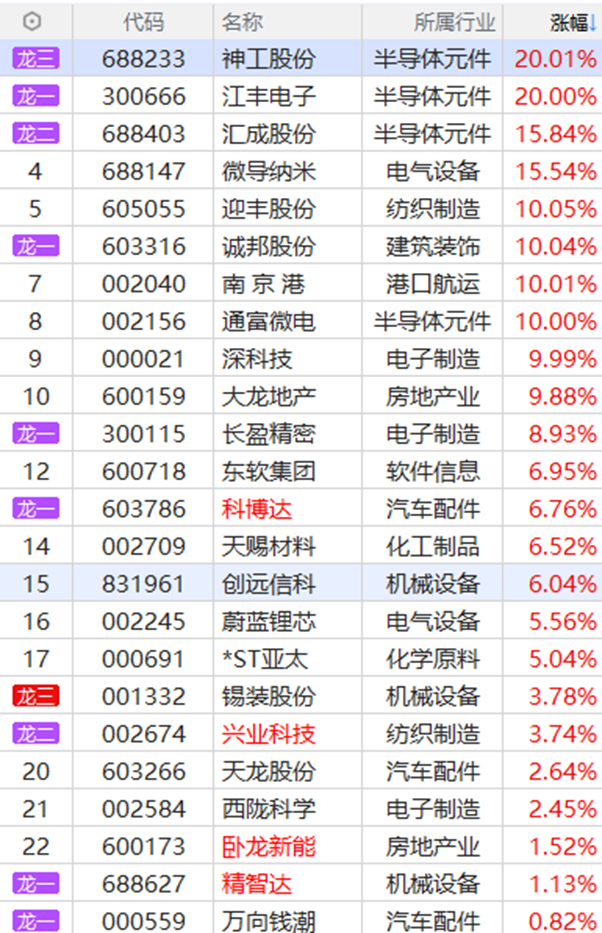 代码 名称 所属行业 涨幅↓
龙三 688233 神工股份 半导体元件 20.01%
龙一 300666 江丰电子 半导体元件 20.00%
龙二 688403 汇成股份 半导体元件 15.84%
4 688147 微导纳米 电气设备 15.54%
5 605055 迎丰股份 纺织制造 10.05%
龙一 603316 诚邦股份 建筑装饰 10.04%
7 002040 南京港 港口航运 10.01%
8 002156 通富微电 半导体元件 10.00%
9 000021 深科技 电子制造 9.99%
10 600159 大龙地产 房地产业 9.88%
龙一 300115 长盈精密 电子制造 8.93%
12 600718 东软集团 软件信息 6.95%
龙一 603786 科博达 汽车配件 6.76%
14 002709 天赐材料 化工制品 6.52%
15 831961 创远信科 机械设备 6.04%
16 002245 蔚蓝锂芯 电气设备 5.56%
17 000691 *ST亚太 化学原料 5.04%
龙三 001332 锡装股份 机械设备 3.78%
龙二 002674 兴业科技 纺织制造 3.74%
20 603266 天龙股份 汽车配件 2.64%
21 002584 西陇科学 电子制造 2.45%
22 600173 卧龙新能 房地产业 1.52%
龙一 688627 精智达 机械设备 1.13%
龙一 000559 万向钱潮 汽车配件 0.82%